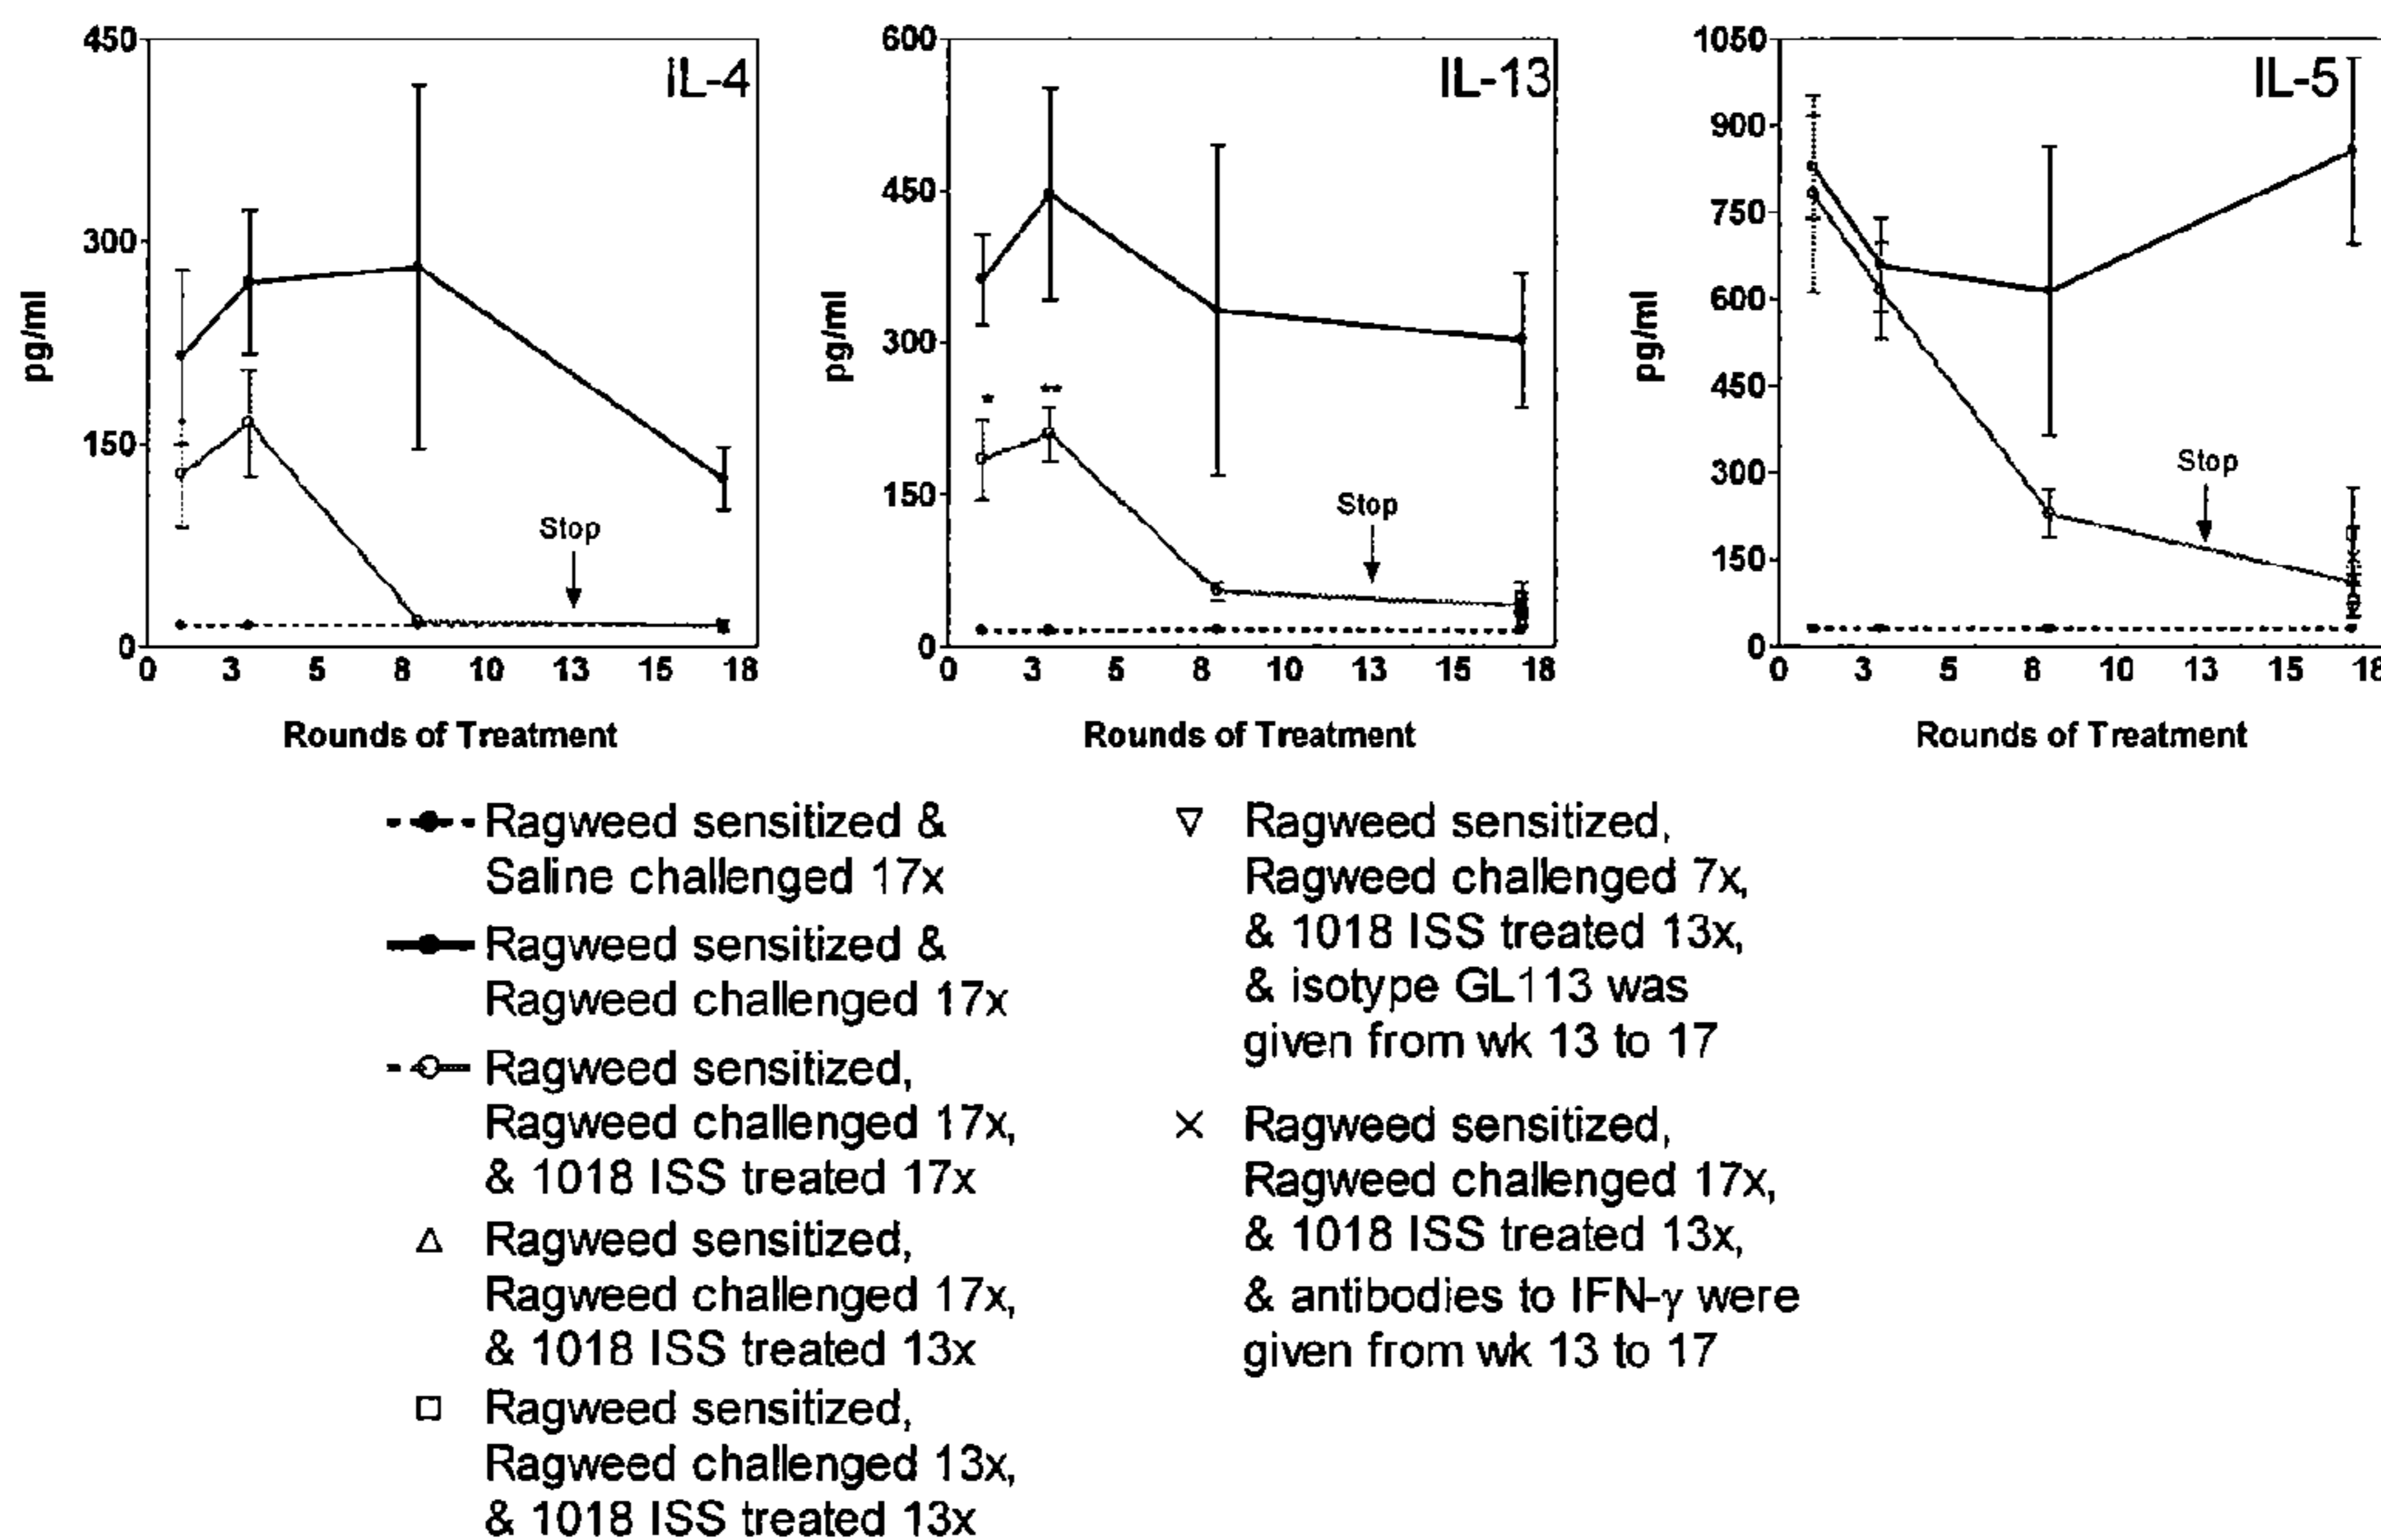 iL-4
450
300
150
0
pg/ml
0 3 5 8 10 13 15 18
Stop
Rounds of Treatment
IL-13
600
450
300
150
0
pg/ml
* **
0 3 5 8 10 13 15 18
Stop
Rounds of Treatment
IL-5
1050
900
750
600
450
300
150
0
pg/ml
0 3 5 8 10 13 15 18
Stop
Rounds of Treatment
Ragweed sensitized &
Saline challenged 17x
Ragweed sensitized &
Ragweed challenged 17x
Ragweed sensitized,
Ragweed challenged 17x,
& 1018 ISS treated 17x
Ragweed sensitized,
Ragweed challenged 17x,
& 1018 ISS treated 13x
Ragweed sensitized,
Ragweed challenged 13x,
& 1018 ISS treated 13x
Ragweed sensitized,
Ragweed challenged 7x,
& 1018 ISS treated 13x,
& isotype GL113 was
given from wk 13 to 17
Ragweed sensitized,
Ragweed challenged 17x,
& 1018 ISS treated 13x,
& antibodies to IFN-γ were
given from wk 13 to 17